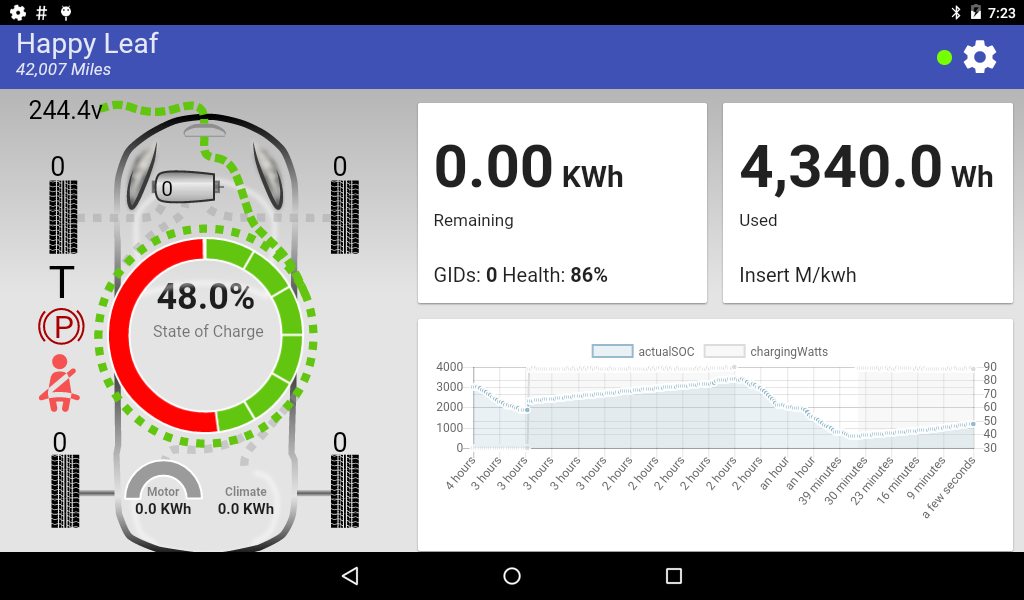 7:23
Happy Leaf
42,007 Miles
244.4v
0
0
0
T
(P)
48.0%
State of Charge
0
0
Motor
0.0 KWh
Climate
0.0 KWh
0.00 KWh
Remaining
GIDs: 0 Health: 86%
4,340.0 Wh
Used
Insert M/kwh
actualSOC chargingWatts
4000
3000
2000
1000
0
90
80
70
60
50
40
30
4 hours
3 hours
3 hours
3 hours
3 hours
3 hours
2 hours
2 hours
2 hours
2 hours
2 hours
2 hours
an hour
an hour
39 minutes
30 minutes
23 minutes
16 minutes
9 minutes
a few seconds